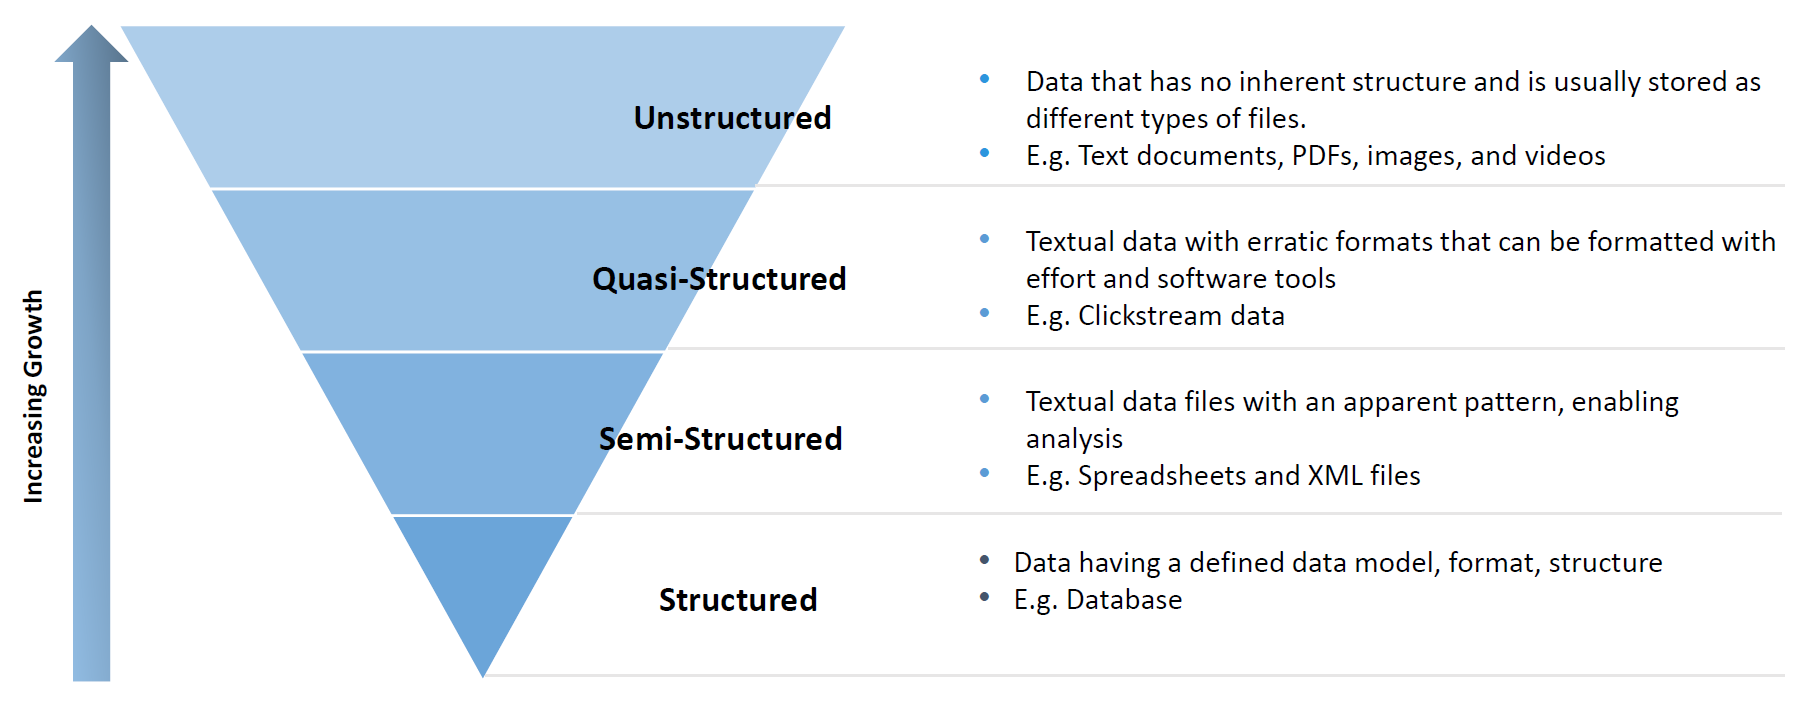 Increasing Growth
Unstructured
• Data that has no inherent structure and is usually stored as
different types of files.
• E.g. Text documents, PDFs, images, and videos
Quasi-Structured
• Textual data with erratic formats that can be formatted with
effort and software tools
• E.g. Clickstream data
Semi-Structured
• Textual data files with an apparent pattern, enabling
analysis
• E.g. Spreadsheets and XML files
Structured
• Data having a defined data model, format, structure
• E.g. Database